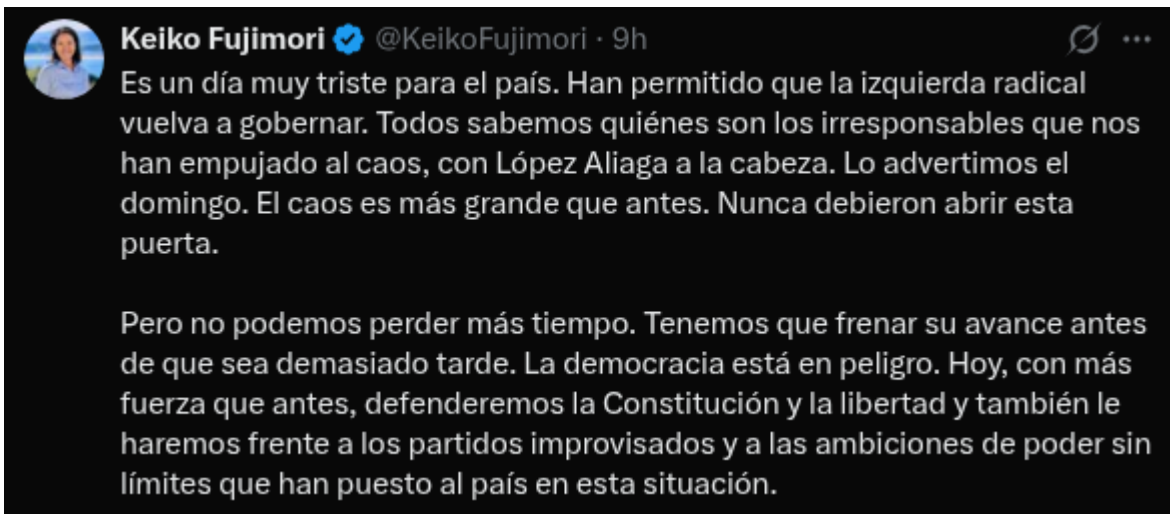 Keiko Fujimori @KeikoFujimori · 9h
Es un día muy triste para el país. Han permitido que la izquierda radical
vuelva a gobernar. Todos sabemos quiénes son los irresponsables que nos
han empujado al caos, con López Aliaga a la cabeza. Lo advertimos el
domingo. El caos es más grande que antes. Nunca debieron abrir esta
puerta.
Pero no podemos perder más tiempo. Tenemos que frenar su avance antes
de que sea demasiado tarde. La democracia está en peligro. Hoy, con más
fuerza que antes, defenderemos la Constitución y la libertad y también le
haremos frente a los partidos improvisados y a las ambiciones de poder sin
límites que han puesto al país en esta situación.